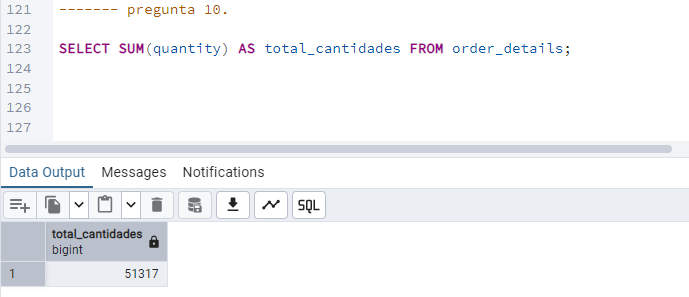 121 ------- pregunta 10.
122
123 SELECT SUM(quantity) AS total_cantidades FROM order_details;
124
125
126
127
Data Output Messages Notifications
SQL
total_cantidades
bigint
1 51317